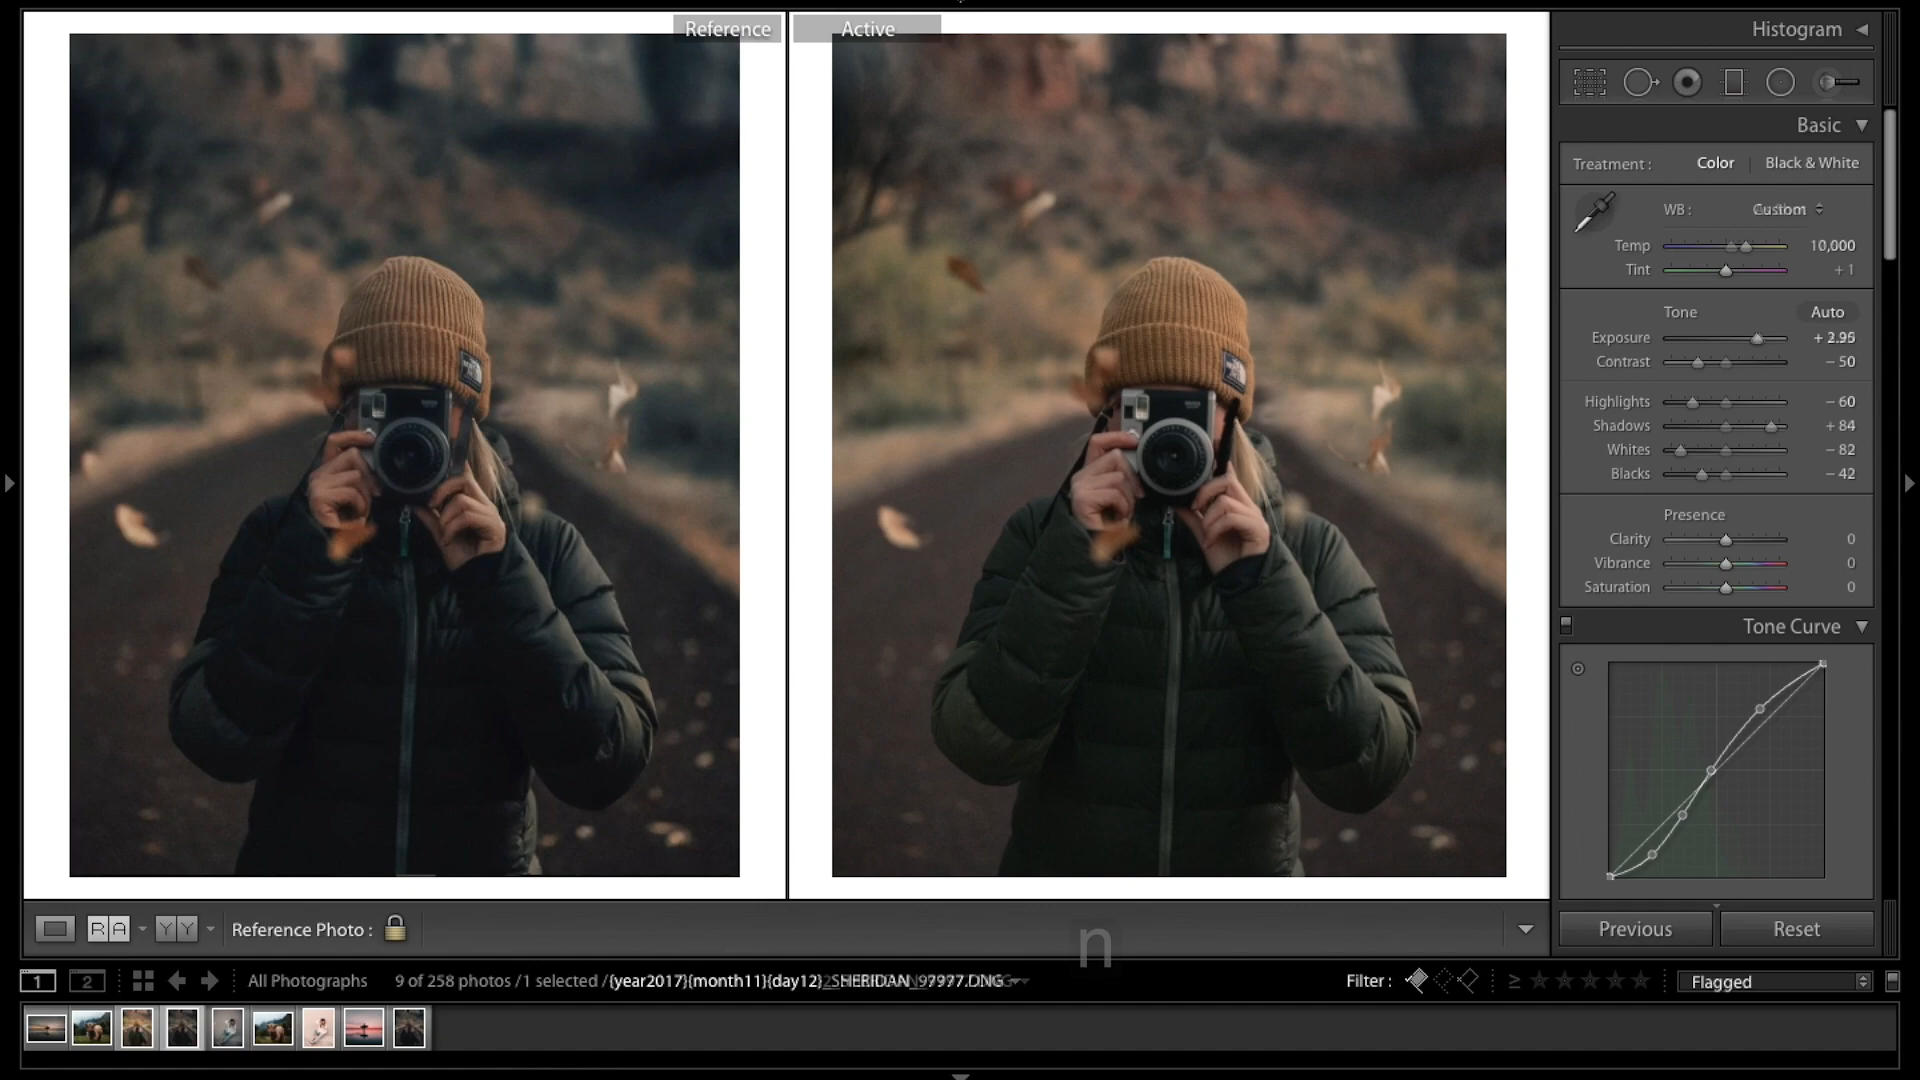 Reference
Active
Histogram
Basic
Treatment :
Color
Black & White
WB :
Custom
Temp
10,000
Tint
+ 1
Tone
Auto
Exposure
+ 2.95
Contrast
− 50
Highlights
− 60
Shadows
+ 84
Whites
− 82
Blacks
− 42
Presence
Clarity
0
Vibrance
0
Saturation
0
Tone Curve
R A
Y Y
Reference Photo :
n
Previous
Reset
1
2
All Photographs
9 of 258 photos / 1 selected / {year2017}{month11}{day12}_SHERIDAN_97997.DNG
Filter :
≥
Flagged